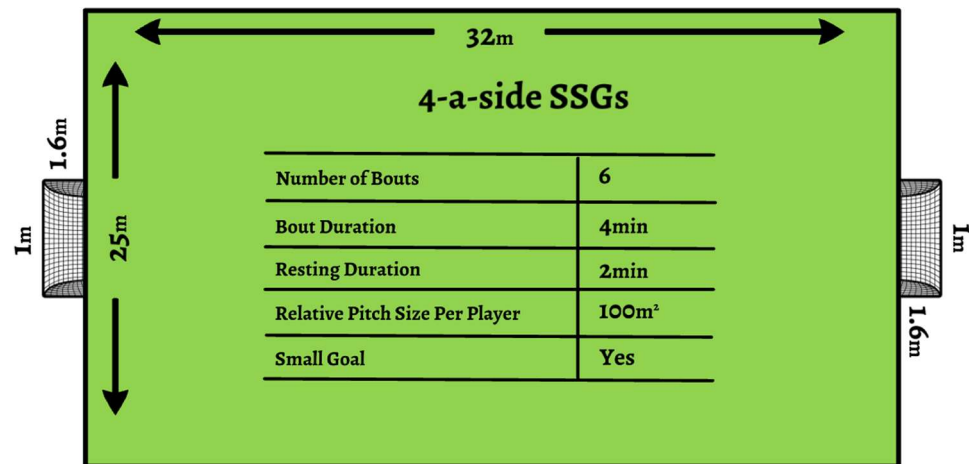 32m
4-a-side SSGs
1.6m
1m
25m
Number of Bouts 6
Bout Duration 4min
Resting Duration 2min
Relative Pitch Size Per Player 100m²
Small Goal Yes
1m
1.6m